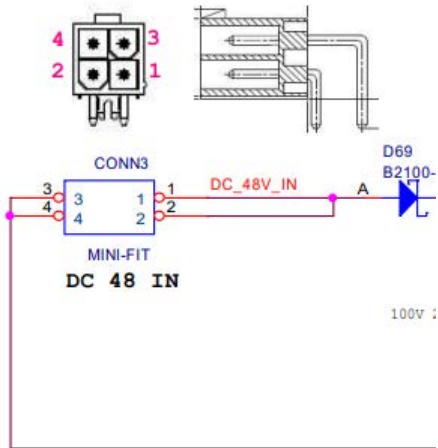 4 3
2 1
CONN3
D69
B2100-
DC_48V_IN
A
3 3 1 1
4 4 2 2
MINI-FIT
DC 48 IN
100V 2